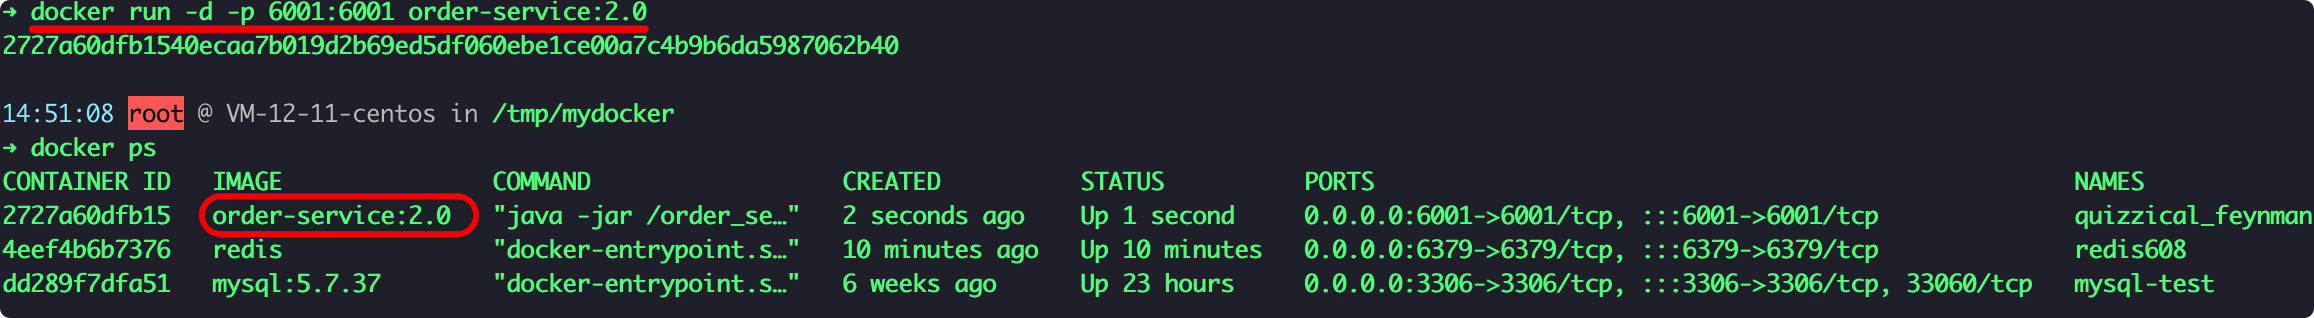 → docker run -d -p 6001:6001 order-service:2.0
2727a60dfb1540ecaa7b019d2b69ed5df060ebe1ce00a7c4b9b6da5987062b40
14:51:08 root @ VM-12-11-centos in /tmp/mydocker
→ docker ps
CONTAINER ID IMAGE COMMAND CREATED STATUS PORTS NAMES
2727a60dfb15 order-service:2.0 "java -jar /order_se…" 2 seconds ago Up 1 second 0.0.0.0:6001->6001/tcp, :::6001->6001/tcp quizzical_feynman
4eef4b6b7376 redis "docker-entrypoint.s…" 10 minutes ago Up 10 minutes 0.0.0.0:6379->6379/tcp, :::6379->6379/tcp redis608
dd289f7dfa51 mysql:5.7.37 "docker-entrypoint.s…" 6 weeks ago Up 23 hours 0.0.0.0:3306->3306/tcp, :::3306->3306/tcp, 33060/tcp mysql-test